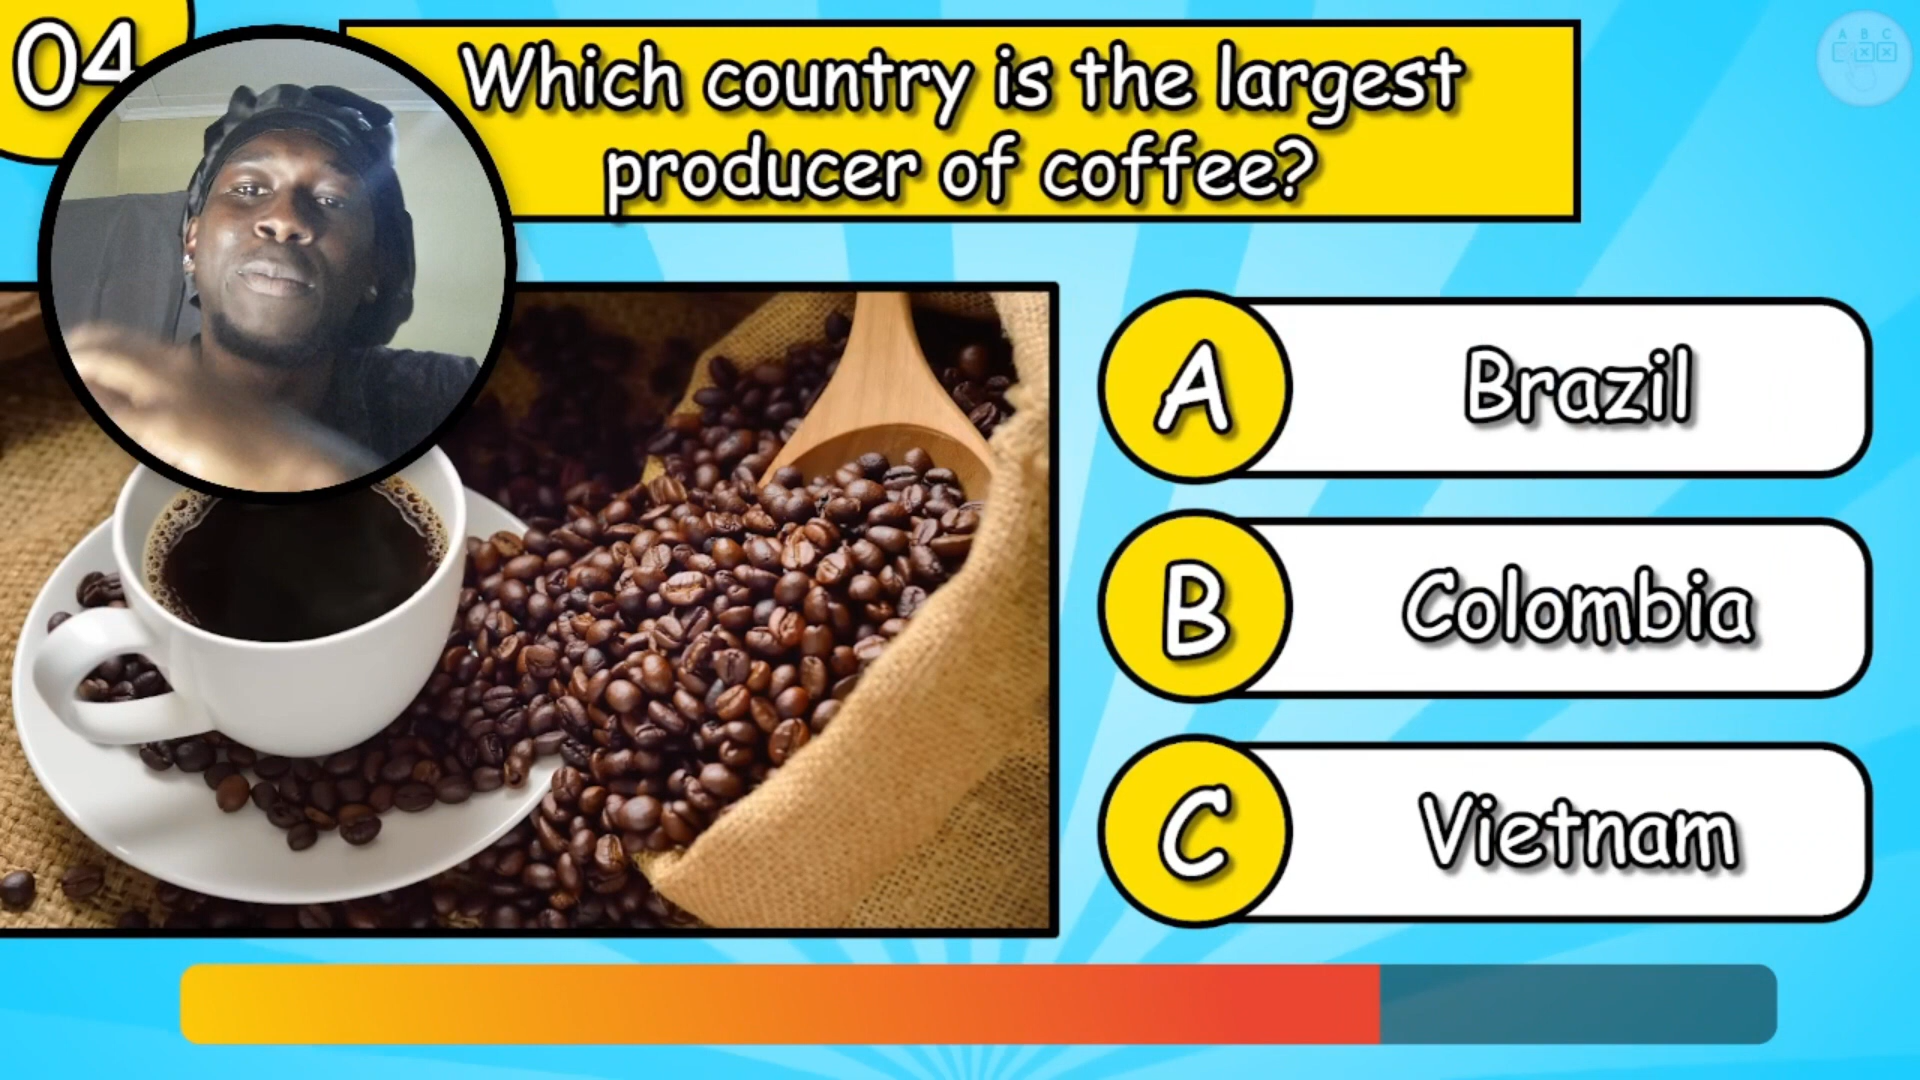 04
Which country is the largest
producer of coffee?
A B C
A Brazil
B Colombia
C Vietnam